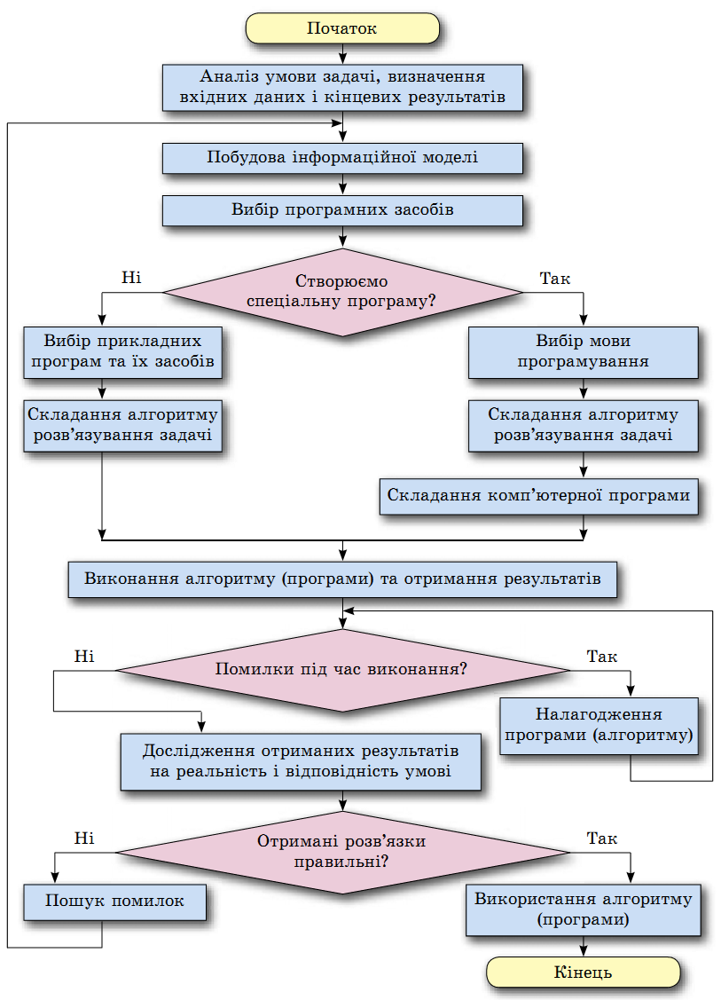 Початок
Аналіз умови задачі, визначення
вхідних даних і кінцевих результатів
Побудова інформаційної моделі
Вибір програмних засобів
Створюємо
спеціальну програму?
Ні
Так
Вибір прикладних
програм та їх засобів
Вибір мови
програмування
Складання алгоритму
розв’язування задачі
Складання алгоритму
розв’язування задачі
Складання комп’ютерної програми
Виконання алгоритму (програми) та отримання результатів
Помилки під час виконання?
Ні
Так
Налагодження
програми (алгоритму)
Дослідження отриманих результатів
на реальність і відповідність умові
Отримані розв’язки
правильні?
Ні
Так
Пошук помилок
Використання алгоритму
(програми)
Кінець